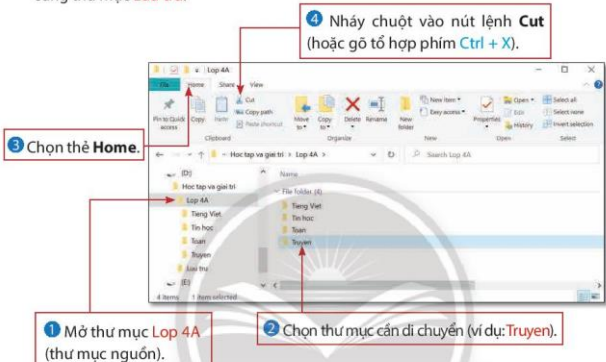 sang thư mục Lưu trữ.
4 Nháy chuột vào nút lệnh Cut
(hoặc gõ tổ hợp phím Ctrl + X).
Lop 4A
File Home Share View
Pin to Quick access
Copy
Paste
Cut
Copy path
Paste shortcut
Move to
Copy to
Delete
Rename
New folder
New item
Easy access
Properties
Open
Edit
History
Select all
Select none
Invert selection
Clipboard Organize New Open Select
3 Chọn thẻ Home.
Hoc tap va giai tri > Lop 4A >
Search Lop 4A
(D:)
Hoc tap va giai tri
Lop 4A
Tieng Viet
Tin hoc
Toan
Truyen
Luu tru
(E:)
Name
File folder (4)
Tieng Viet
Tin hoc
Toan
Truyen
4 items 1 item selected
1 Mở thư mục Lop 4A
(thư mục nguồn).
2 Chọn thư mục cần di chuyển (ví dụ: Truyen).